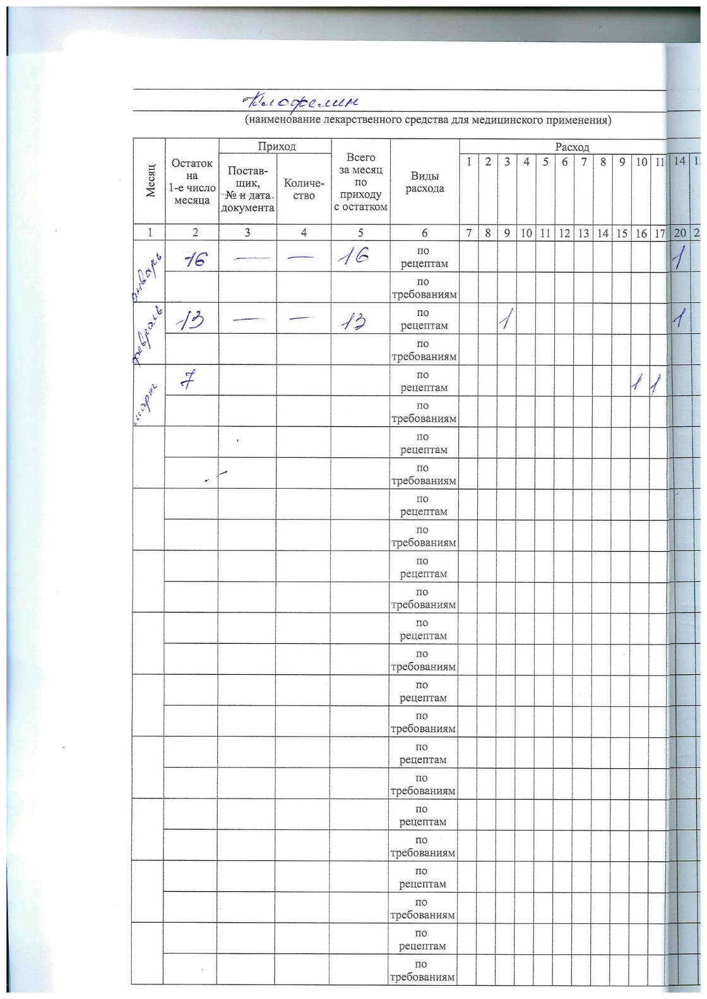 Клофелин
(наименование лекарственного средства для медицинского применения)
Месяц
Остаток
на
1-е число
месяца
Приход
Постав-
щик,
№ и дата
документа
Количе-
ство
Всего
за месяц
по
приходу
с остатком
Виды
расхода
Расход
1 2 3 4 5 6 7 8 9 10 11 14
1 2 3 4 5 6 7 8 9 10 11 12 13 14 15 16 17 20
январь 16 — — 16 по
рецептам 1
по
требованиям
февраль 13 — — 13 по
рецептам 1 1
по
требованиям
март 7 по
рецептам 1 1
по
требованиям
по
рецептам
по
требованиям
по
рецептам
по
требованиям
по
рецептам
по
требованиям
по
рецептам
по
требованиям
по
рецептам
по
требованиям
по
рецептам
по
требованиям
по
рецептам
по
требованиям
по
рецептам
по
требованиям
по
рецептам
по
требованиям